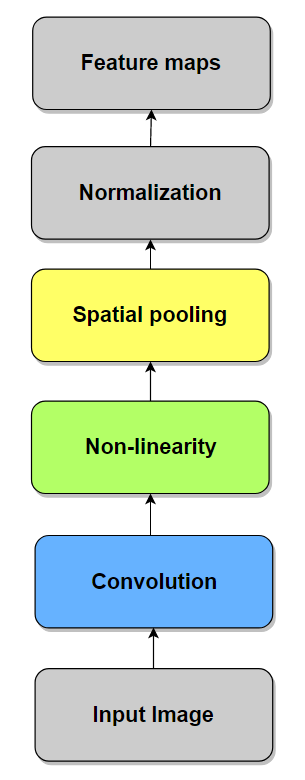 Feature maps
Normalization
Spatial pooling
Non-linearity
Convolution
Input Image